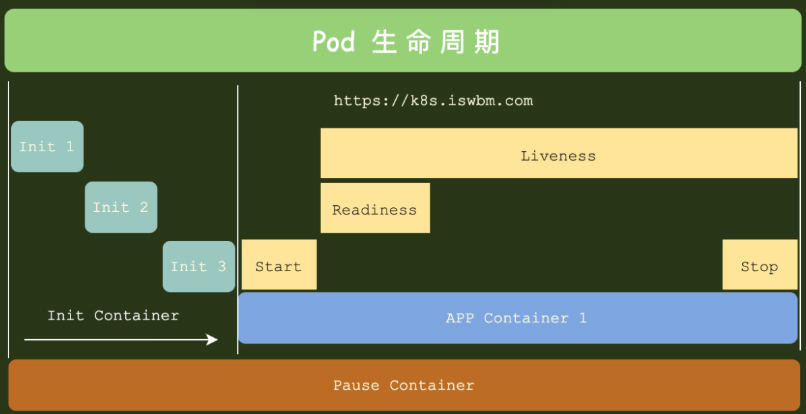 Pod 生命周期
https://k8s.iswbm.com
Init 1
Liveness
Init 2
Readiness
Init 3
Start
Stop
Init Container
APP Container 1
Pause Container